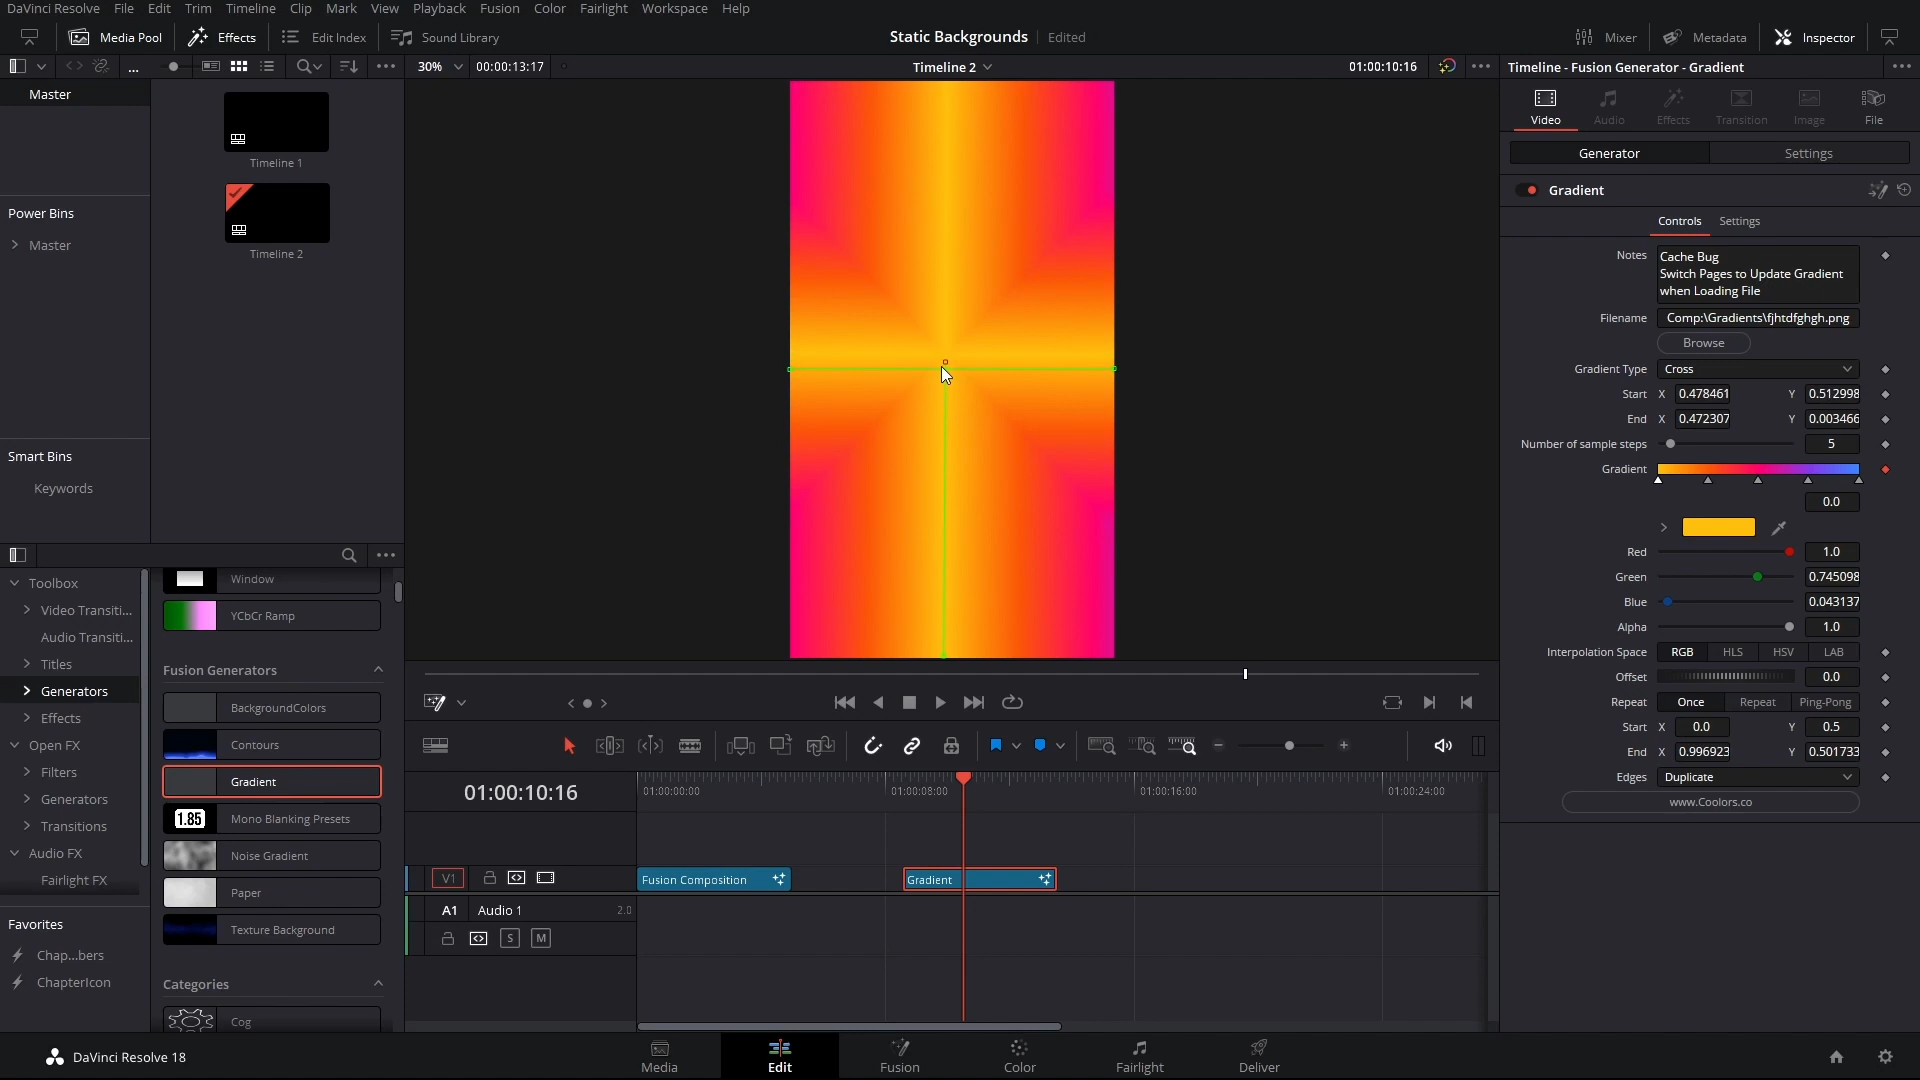 DaVinci Resolve File Edit Trim Timeline Clip Mark View Playback Fusion Color Fairlight Workspace Help
Media Pool Effects Edit Index Sound Library Static Backgrounds Edited Mixer Metadata Inspector
30% 00:00:13:17 Timeline 2 01:00:10:16 Timeline - Fusion Generator - Gradient
Master
Timeline 1
Timeline 2
Power Bins
Master
Smart Bins
Keywords
Video Audio Effects Transition Image File
Generator Settings
Gradient
Controls Settings
Notes Cache Bug
Switch Pages to Update Gradient
when Loading File
Filename Comp:\Gradients\fjhtdfghgh.png
Browse
Gradient Type Cross
Start X 0.478461 Y 0.512998
End X 0.472307 Y 0.003466
Number of sample steps 5
Gradient
0.0
Red 1.0
Green 0.745098
Blue 0.043137
Alpha 1.0
Interpolation Space RGB HLS HSV LAB
Offset 0.0
Repeat Once Repeat Ping-Pong
Start X 0.0 Y 0.5
End X 0.996923 Y 0.501733
Edges Duplicate
www.Coolors.co
Toolbox
Video Transiti...
Audio Transiti...
Titles
Generators
Effects
Open FX
Filters
Generators
Transitions
Audio FX
Fairlight FX
Favorites
Chap...bers
ChapterIcon
Window
YCbCr Ramp
Fusion Generators
BackgroundColors
Contours
Gradient
1.85 Mono Blanking Presets
Noise Gradient
Paper
Texture Background
Categories
Cog
01:00:10:16 01:00:00:00 01:00:08:00 01:00:16:00 01:00:24:00
V1 Fusion Composition Gradient
A1 Audio 1 2.0
S M
DaVinci Resolve 18 Media Edit Fusion Color Fairlight Deliver